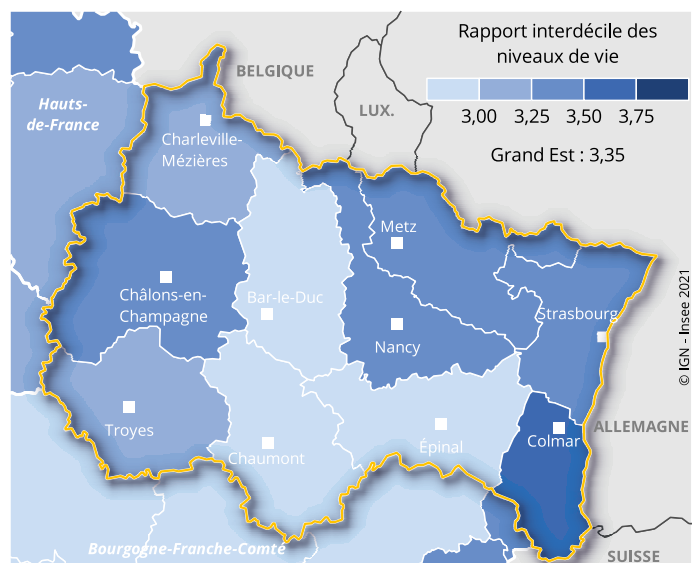 Rapport interdécile des
niveaux de vie
3,00 3,25 3,50 3,75
Grand Est : 3,35
BELGIQUE
LUX.
Hauts-
de-France
Charleville-
Mézières
Metz
Châlons-en-
Champagne
Bar-le-Duc
Nancy
Strasbourg
Troyes
Chaumont
Épinal
Colmar
ALLEMAGNE
Bourgogne-Franche-Comté
SUISSE
© IGN - Insee 2021